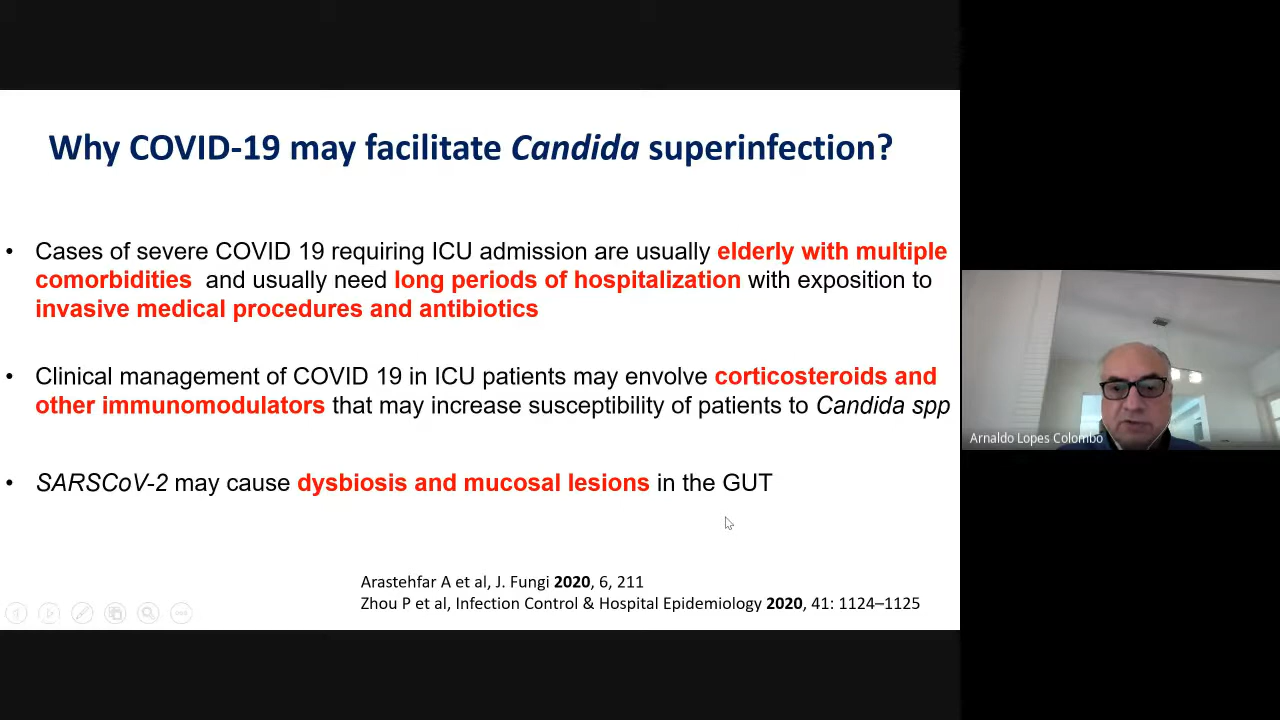 Why COVID-19 may facilitate Candida superinfection?
• Cases of severe COVID 19 requiring ICU admission are usually elderly with multiple
comorbidities and usually need long periods of hospitalization with exposition to
invasive medical procedures and antibiotics
• Clinical management of COVID 19 in ICU patients may envolve corticosteroids and
other immunomodulators that may increase susceptibility of patients to Candida spp
• SARSCoV-2 may cause dysbiosis and mucosal lesions in the GUT
Arastehfar A et al, J. Fungi 2020, 6, 211
Zhou P et al, Infection Control & Hospital Epidemiology 2020, 41: 1124–1125
Arnaldo Lopes Colombo